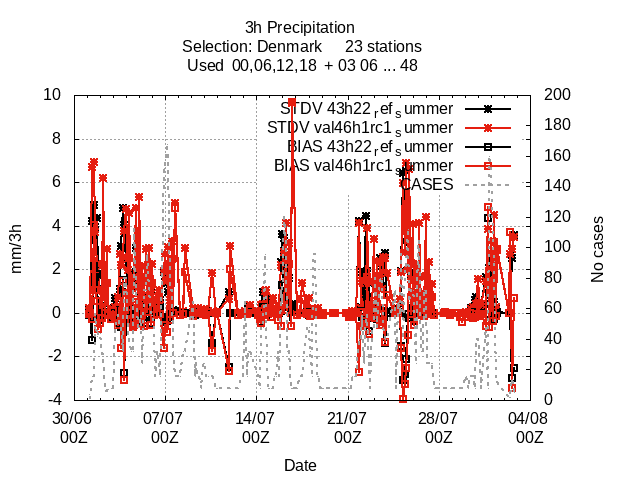 3h Precipitation
Selection: Denmark 23 stations
Used 00,06,12,18 + 03 06 ... 48
10 200
STDV 43h22_ref_summer
180
STDV val46h1rc1_summer
8
BIAS 43h22_ref_summer
160
BIAS val46h1rc1_summer
6
CASES
140
4 120
mm/3h
100
No cases
2 80
0 60
40
-2
20
-4 0
30/06 07/07 14/07 21/07 28/07 04/08
00Z 00Z 00Z 00Z 00Z 00Z
Date